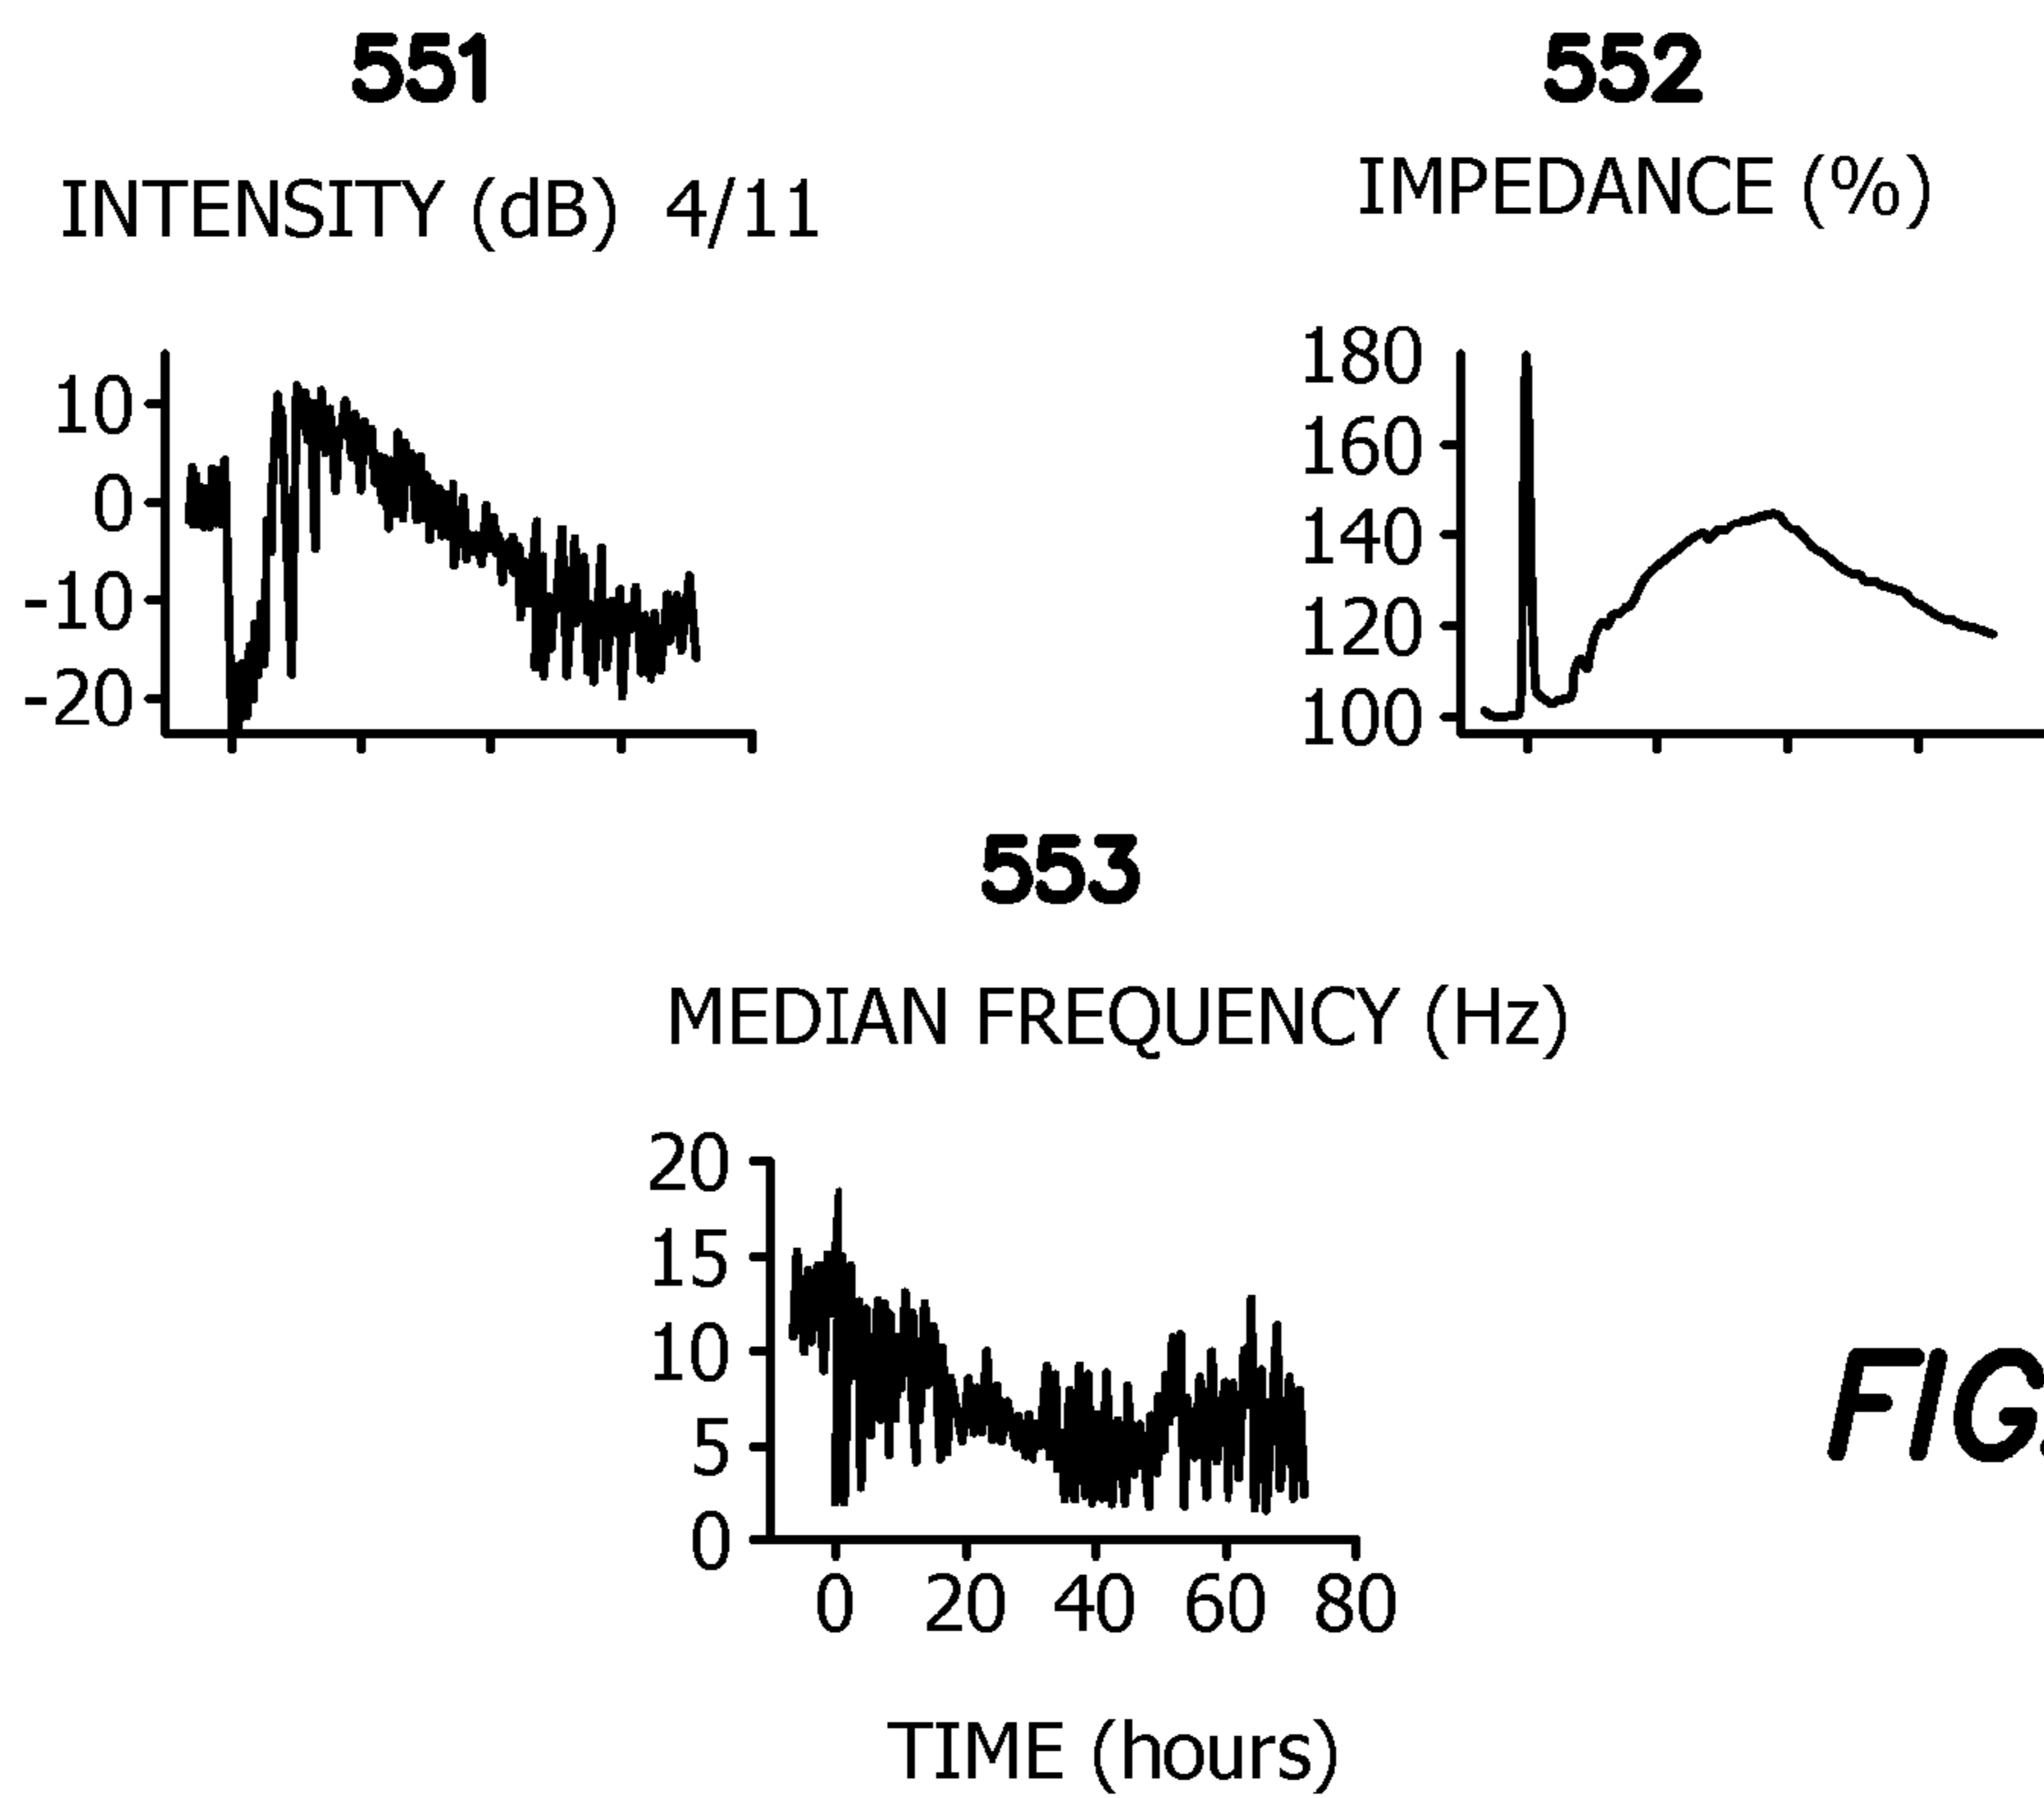 551
INTENSITY (dB) 4/11
10
0
-10
-20
552
IMPEDANCE (%)
180
160
140
120
100
553
MEDIAN FREQUENCY (Hz)
20
15
10
5
0
0 20 40 60 80
TIME (hours)
FIG.